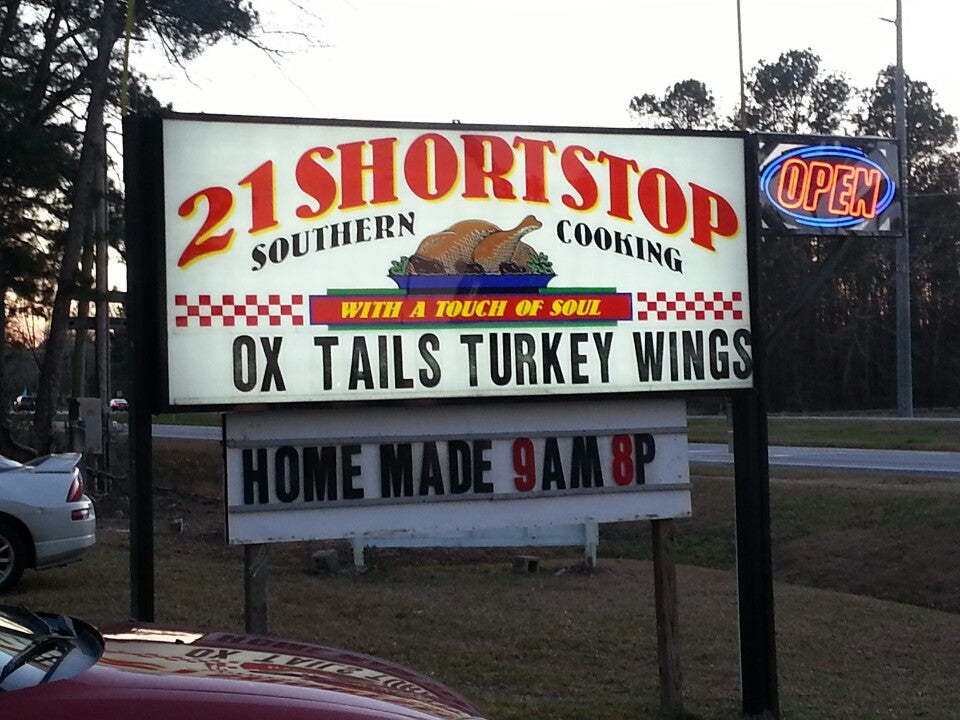 21 SHORTSTOP
SOUTHERN COOKING
WITH A TOUCH OF SOUL
OX TAILS TURKEY WINGS
HOME MADE 9AM 8P
OPEN